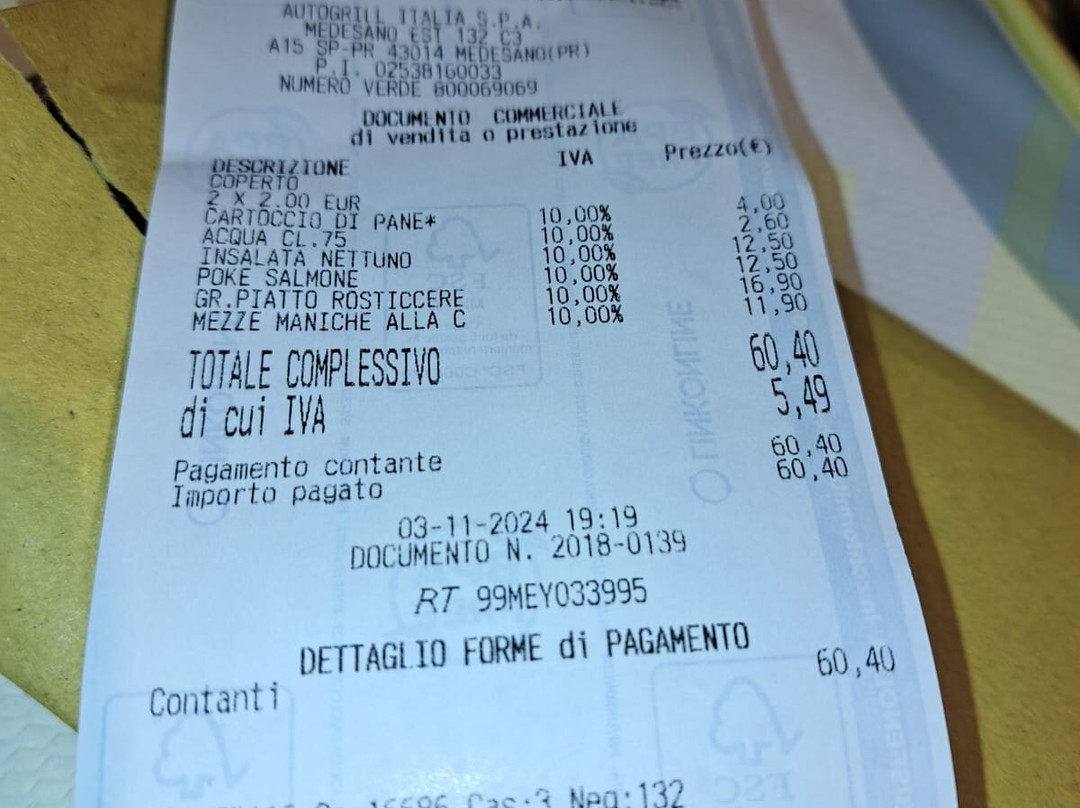 AUTOGRILL ITALIA S.P.A.
MEDESANO EST 132 C3
A15 SP-PR 43014 MEDESANO(PR)
P.I. 02538160033
NUMERO VERDE 800069069
DOCUMENTO COMMERCIALE
di vendita o prestazione
DESCRIZIONE IVA Prezzo(€)
COPERTO
2 X 2.00 EUR
CARTOCCIO DI PANE* 10,00% 4,00
ACQUA CL.75 10,00% 2,60
INSALATA NETTUNO 10,00% 12,50
POKE SALMONE 10,00% 12,50
GR.PIATTO ROSTICCERE 10,00% 16,90
MEZZE MANICHE ALLA C 10,00% 11,90
TOTALE COMPLESSIVO 60,40
di cui IVA 5,49
Pagamento contante 60,40
Importo pagato 60,40
03-11-2024 19:19
DOCUMENTO N. 2018-0139
RT 99MEY033995
DETTAGLIO FORME di PAGAMENTO
Contanti 60,40
Cas:3 Neg:132